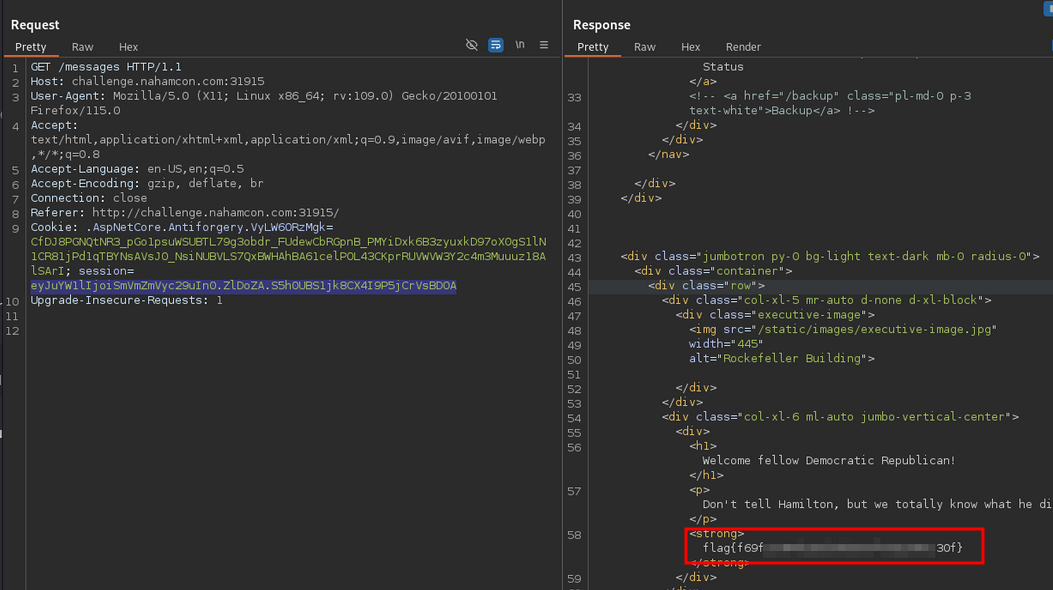 Request
Pretty Raw Hex
\n
1 GET /messages HTTP/1.1
2 Host: challenge.nahamcon.com:31915
3 User-Agent: Mozilla/5.0 (X11; Linux x86_64; rv:109.0) Gecko/20100101
Firefox/115.0
4 Accept:
text/html,application/xhtml+xml,application/xml;q=0.9,image/avif,image/webp
,*/*;q=0.8
5 Accept-Language: en-US,en;q=0.5
6 Accept-Encoding: gzip, deflate, br
7 Connection: close
8 Referer: http://challenge.nahamcon.com:31915/
9 Cookie: .AspNetCore.Antiforgery.VyLW6ORzMgk=
CfDJ8PGNQtNR3_pGo1psuWSUBTL79g3obdr_FUdewCbRGpnB_PMYiDxk6B3zyuxkD97oX0gS1lN
1CR81jPd1qTBYNsAVsJ0_NsiNUBVLS7QxBWHAhBA61celPOL43CKprRUVWVW3Y2c4m3Muuuz18A
lSArI; session=
eyJuYW1lIjoiSmVmZmVyc29uIn0.ZlDoZA.S5h0UBS1jk8CX4I9P5jCrVsBD0A
10 Upgrade-Insecure-Requests: 1
11
12
Response
Pretty Raw Hex Render
Status
</a>
33 <!-- <a href="/backup" class="pl-md-0 p-3
text-white">Backup</a> !-->
34 </div>
35 </div>
36 </nav>
37
38 </div>
39 </div>
40
41
42
43 <div class="jumbotron py-0 bg-light text-dark mb-0 radius-0">
44 <div class="container">
45 <div class="row">
46 <div class="col-xl-5 mr-auto d-none d-xl-block">
47 <div class="executive-image">
48 <img src="/static/images/executive-image.jpg"
49 width="445"
50 alt="Rockefeller Building">
51
52 </div>
53 </div>
54 <div class="col-xl-6 ml-auto jumbo-vertical-center">
55 <div>
56 <h1>
Welcome fellow Democratic Republican!
</h1>
57 <p>
Don't tell Hamilton, but we totally know what he di
</p>
58 <strong>
flag{f69f 30f}
</strong>
59 </div>